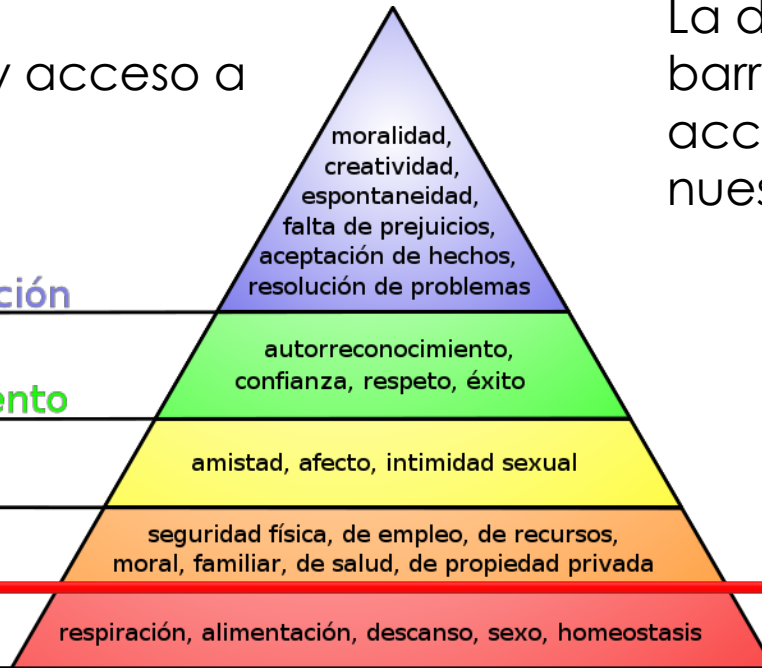 y acceso a
La d
barr
acc
nues
moralidad,
creatividad,
espontaneidad,
falta de prejuicios,
aceptación de hechos,
resolución de problemas
ción
autorreconocimiento,
confianza, respeto, éxito
ento
amistad, afecto, intimidad sexual
seguridad física, de empleo, de recursos,
moral, familiar, de salud, de propiedad privada
respiración, alimentación, descanso, sexo, homeostasis